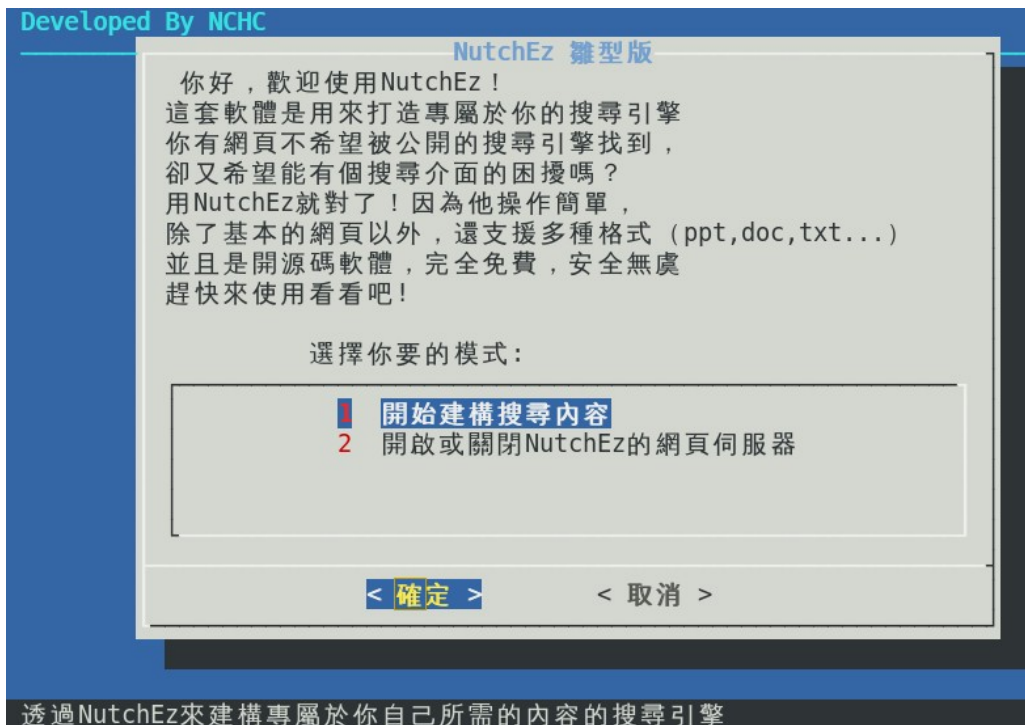 Developed By NCHC
NutchEz 雛型版
你好，歡迎使用NutchEz！
這套軟體是用來打造專屬於你的搜尋引擎
你有網頁不希望被公開的搜尋引擎找到，
卻又希望能有個搜尋介面的困擾嗎？
用NutchEz就對了！因為他操作簡單，
除了基本的網頁以外，還支援多種格式（ppt,doc,txt...）
並且是開源碼軟體，完全免費，安全無虞
趕快來使用看看吧!
選擇你要的模式:
1 開始建構搜尋內容
2 開啟或關閉NutchEz的網頁伺服器
< 確定 > < 取消 >
透過NutchEz來建構專屬於你自己所需的內容的搜尋引擎